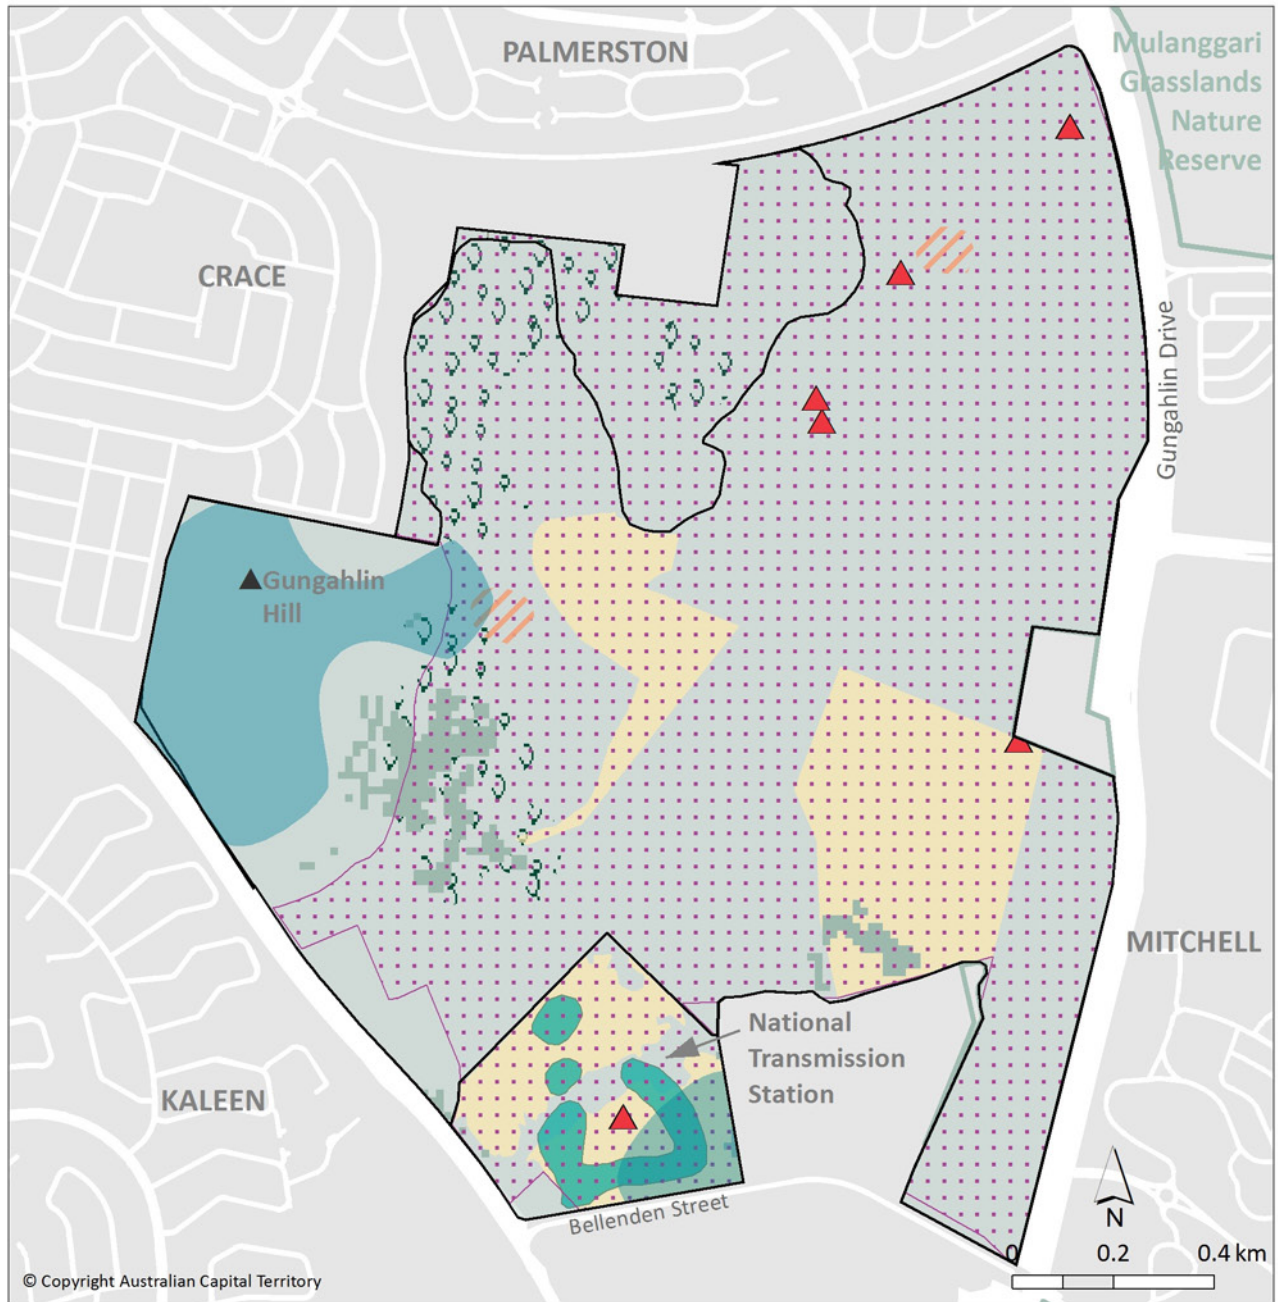 PALMERSTON
Mulanggari
Grasslands
Nature
Reserve
CRACE
Gungahlin Drive
Gungahlin
Hill
MITCHELL
National
Transmission
Station
KALEEN
Bellenden Street
N
0 0.2 0.4 km
© Copyright Australian Capital Territory